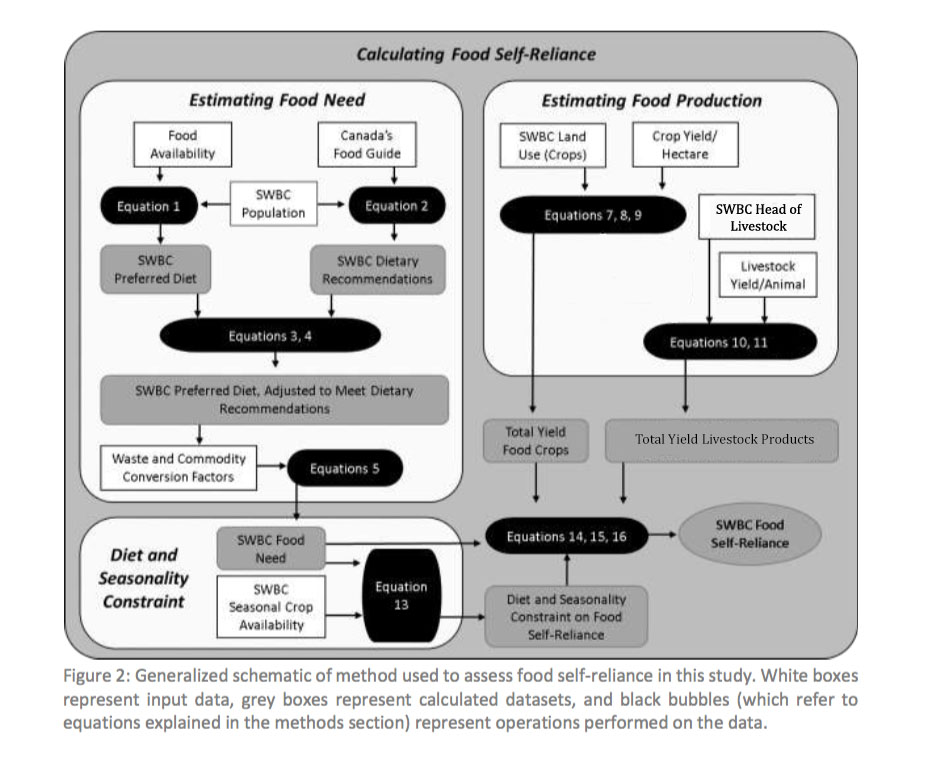 Calculating Food Self-Reliance
Estimating Food Need
Food
Availability
Canada's
Food Guide
SWBC
Population
Equation 1
Equation 2
SWBC
Preferred Diet
SWBC Dietary
Recommendations
Equations 3, 4
SWBC Preferred Diet, Adjusted to Meet Dietary
Recommendations
Waste and Commodity
Conversion Factors
Equations 5
Estimating Food Production
SWBC Land
Use (Crops)
Crop Yield/
Hectare
Equations 7, 8, 9
SWBC Head of
Livestock
Livestock
Yield/Animal
Equations 10, 11
Total Yield
Food Crops
Total Yield Livestock Products
Diet and
Seasonality
Constraint
SWBC Food
Need
SWBC
Seasonal Crop
Availability
Equation
13
Equations 14, 15, 16
SWBC Food
Self-Reliance
Diet and Seasonality
Constraint on Food
Self-Reliance
Figure 2: Generalized schematic of method used to assess food self-reliance in this study. White boxes
represent input data, grey boxes represent calculated datasets, and black bubbles (which refer to
equations explained in the methods section) represent operations performed on the data.